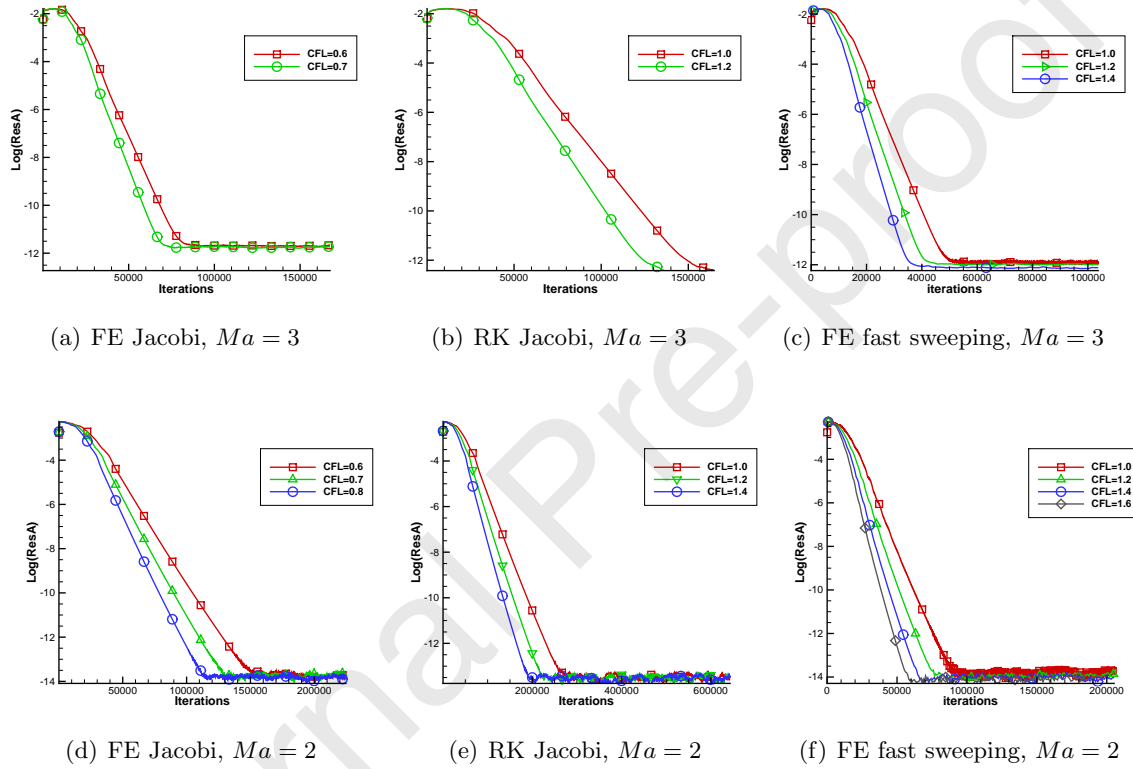 -2
-4
-6
-8
-10
-12
Log(ResA)
50000 100000 150000
Iterations
CFL=0.6
CFL=0.7
(a) FE Jacobi, Ma = 3
-2
-4
-6
-8
-10
-12
Log(ResA)
50000 100000 150000
Iterations
CFL=1.0
CFL=1.2
(b) RK Jacobi, Ma = 3
-2
-4
-6
-8
-10
-12
Log(ResA)
0 20000 40000 60000 80000 100000
iterations
CFL=1.0
CFL=1.2
CFL=1.4
(c) FE fast sweeping, Ma = 3
-4
-6
-8
-10
-12
-14
Log(ResA)
50000 100000 150000 200000
Iterations
CFL=0.6
CFL=0.7
CFL=0.8
(d) FE Jacobi, Ma = 2
-4
-6
-8
-10
-12
Log(ResA)
200000 400000 600000
Iterations
CFL=1.0
CFL=1.2
CFL=1.4
(e) RK Jacobi, Ma = 2
-4
-6
-8
-10
-12
-14
Log(ResA)
0 50000 100000 150000 200000
iterations
CFL=1.0
CFL=1.2
CFL=1.4
CFL=1.6
(f) FE fast sweeping, Ma = 2
rnal Pre-proof